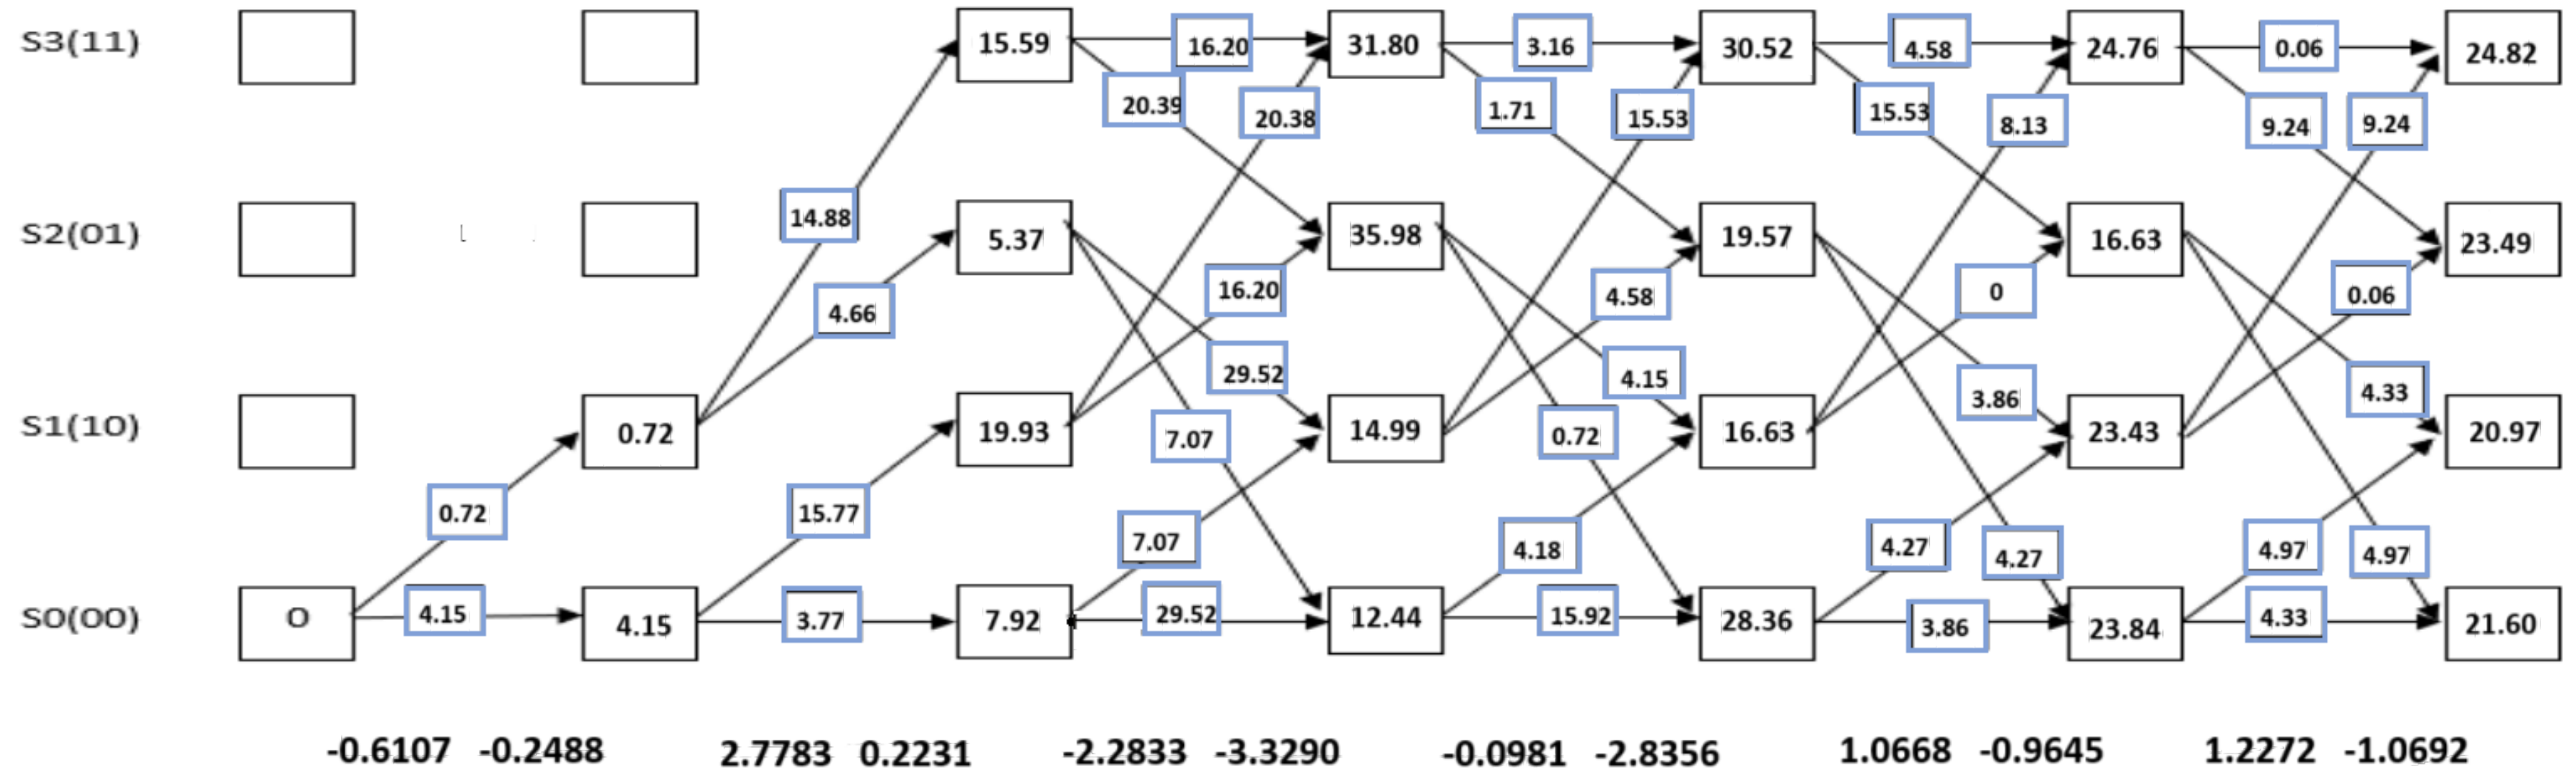 S3(11) 15.59 16.20 31.80 3.16 30.52 4.58 24.76 0.06 24.82
20.39 20.38 1.71 15.53 15.53 8.13 9.24 9.24
S2(01) 14.88 5.37 35.98 19.57 16.63 23.49
4.66 16.20 4.58 0 0.06
29.52 4.15 3.86 4.33
S1(10) 0.72 19.93 7.07 14.99 0.72 16.63 23.43 20.97
0.72 15.77 7.07 4.18 4.27 4.27 4.97 4.97
S0(00) 0 4.15 4.15 3.77 7.92 29.52 12.44 15.92 28.36 3.86 23.84 4.33 21.60
-0.6107 -0.2488 2.7783 0.2231 -2.2833 -3.3290 -0.0981 -2.8356 1.0668 -0.9645 1.2272 -1.0692